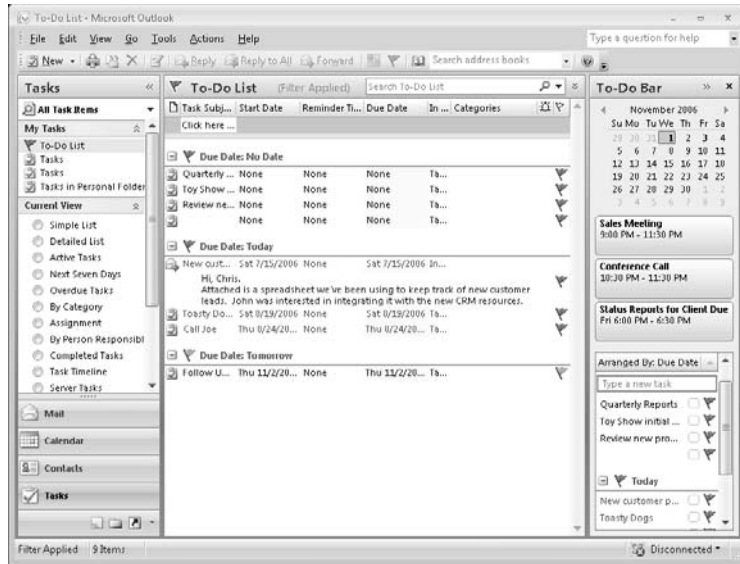 To-Do List - Microsoft Outlook
File Edit View Go Tools Actions Help
Type a question for help
New Reply Reply to All Forward Search address books
Tasks
All Task Items
My Tasks
To-Do List
Tasks
Tasks
Tasks in Personal Folder
Current View
Simple List
Detailed List
Active Tasks
Next Seven Days
Overdue Tasks
By Category
Assignment
By Person Responsibl
Completed Tasks
Task Timeline
Server Tasks
Mail
Calendar
Contacts
Tasks
To-Do List (Filter Applied) Search To-Do List
Task Subj... Start Date Reminder Ti... Due Date In ... Categories
Click here ...
Due Date: No Date
Quarterly ... None None None Ta...
Toy Show ... None None None Ta...
Review ne... None None None Ta...
None None None Ta...
Due Date: Today
New cust... Sat 7/15/2006 None Sat 7/15/2006 In...
Hi, Chris.
Attached is a spreadsheet we've been using to keep track of new customer
leads. John was interested in integrating it with the new CRM resources.
Toasty Do... Sat 8/19/2006 None Sat 8/19/2006 Ta...
Call Joe Thu 8/24/20... None Thu 8/24/20... Ta...
Due Date: Tomorrow
Follow U... Thu 11/2/20... None Thu 11/2/20... Ta...
To-Do Bar
November 2006
Su Mo Tu We Th Fr Sa
29 30 31 1 2 3 4
5 6 7 8 9 10 11
12 13 14 15 16 17 18
19 20 21 22 23 24 25
26 27 28 29 30 1 2
3 4 5 6 7 8 9
Sales Meeting
9:00 PM - 11:30 PM
Conference Call
10:30 PM - 11:30 PM
Status Reports for Client Due
Fri 6:00 PM - 6:30 PM
Arranged By: Due Date
Type a new task
Quarterly Reports
Toy Show initial ...
Review new pro...
Today
New customer p...
Toasty Dogs
Filter Applied 9 Items
Disconnected